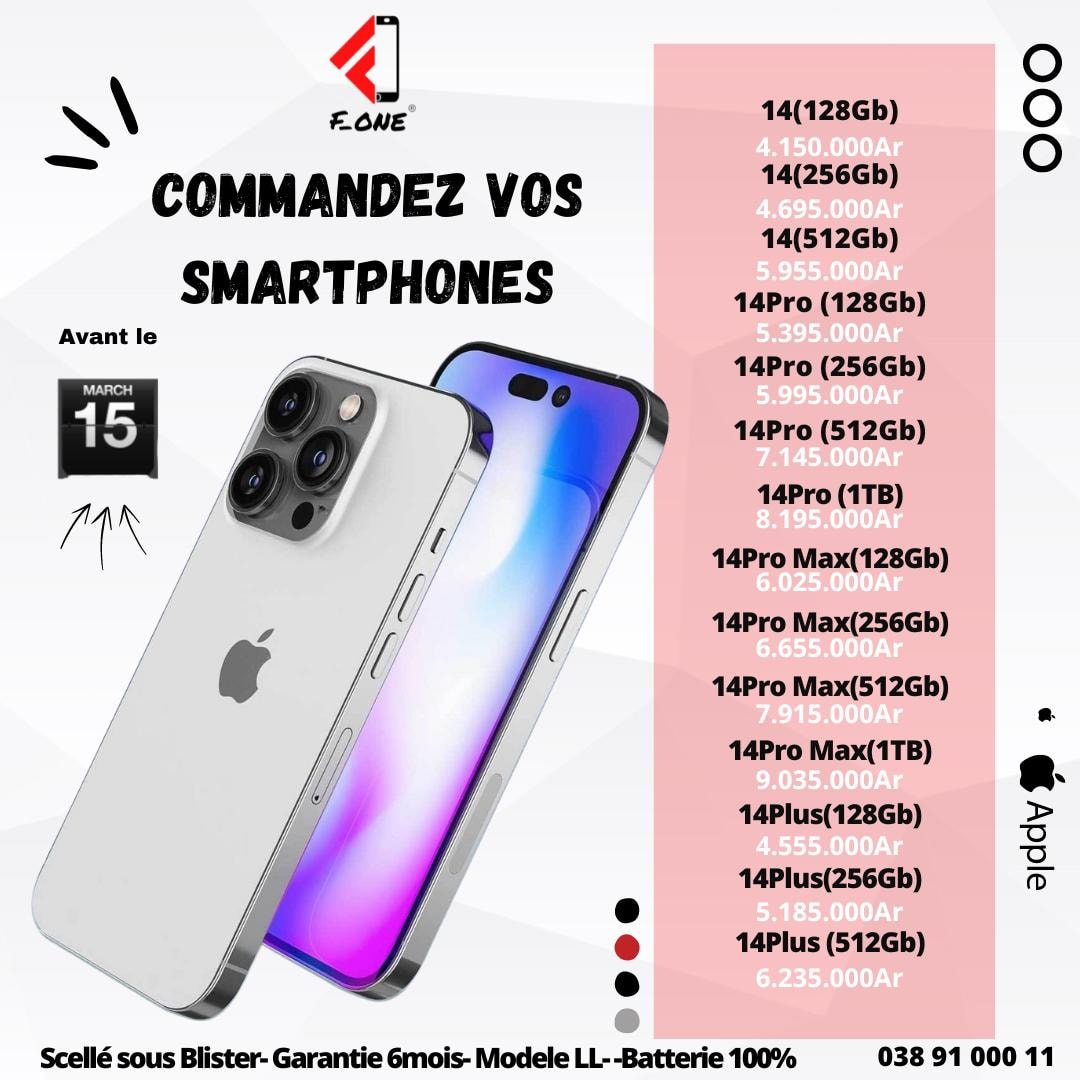 F_ONE®
COMMANDEZ VOS
SMARTPHONES
Avant le
MARCH
15
14(128Gb)
4.150.000Ar
14(256Gb)
4.695.000Ar
14(512Gb)
5.955.000Ar
14Pro (128Gb)
5.395.000Ar
14Pro (256Gb)
5.995.000Ar
14Pro (512Gb)
7.145.000Ar
14Pro (1TB)
8.195.000Ar
14Pro Max(128Gb)
6.025.000Ar
14Pro Max(256Gb)
6.655.000Ar
14Pro Max(512Gb)
7.915.000Ar
14Pro Max(1TB)
9.035.000Ar
14Plus(128Gb)
4.555.000Ar
14Plus(256Gb)
5.185.000Ar
14Plus (512Gb)
6.235.000Ar
Apple
Scellé sous Blister- Garantie 6mois- Modele LL- -Batterie 100%
038 91 000 11